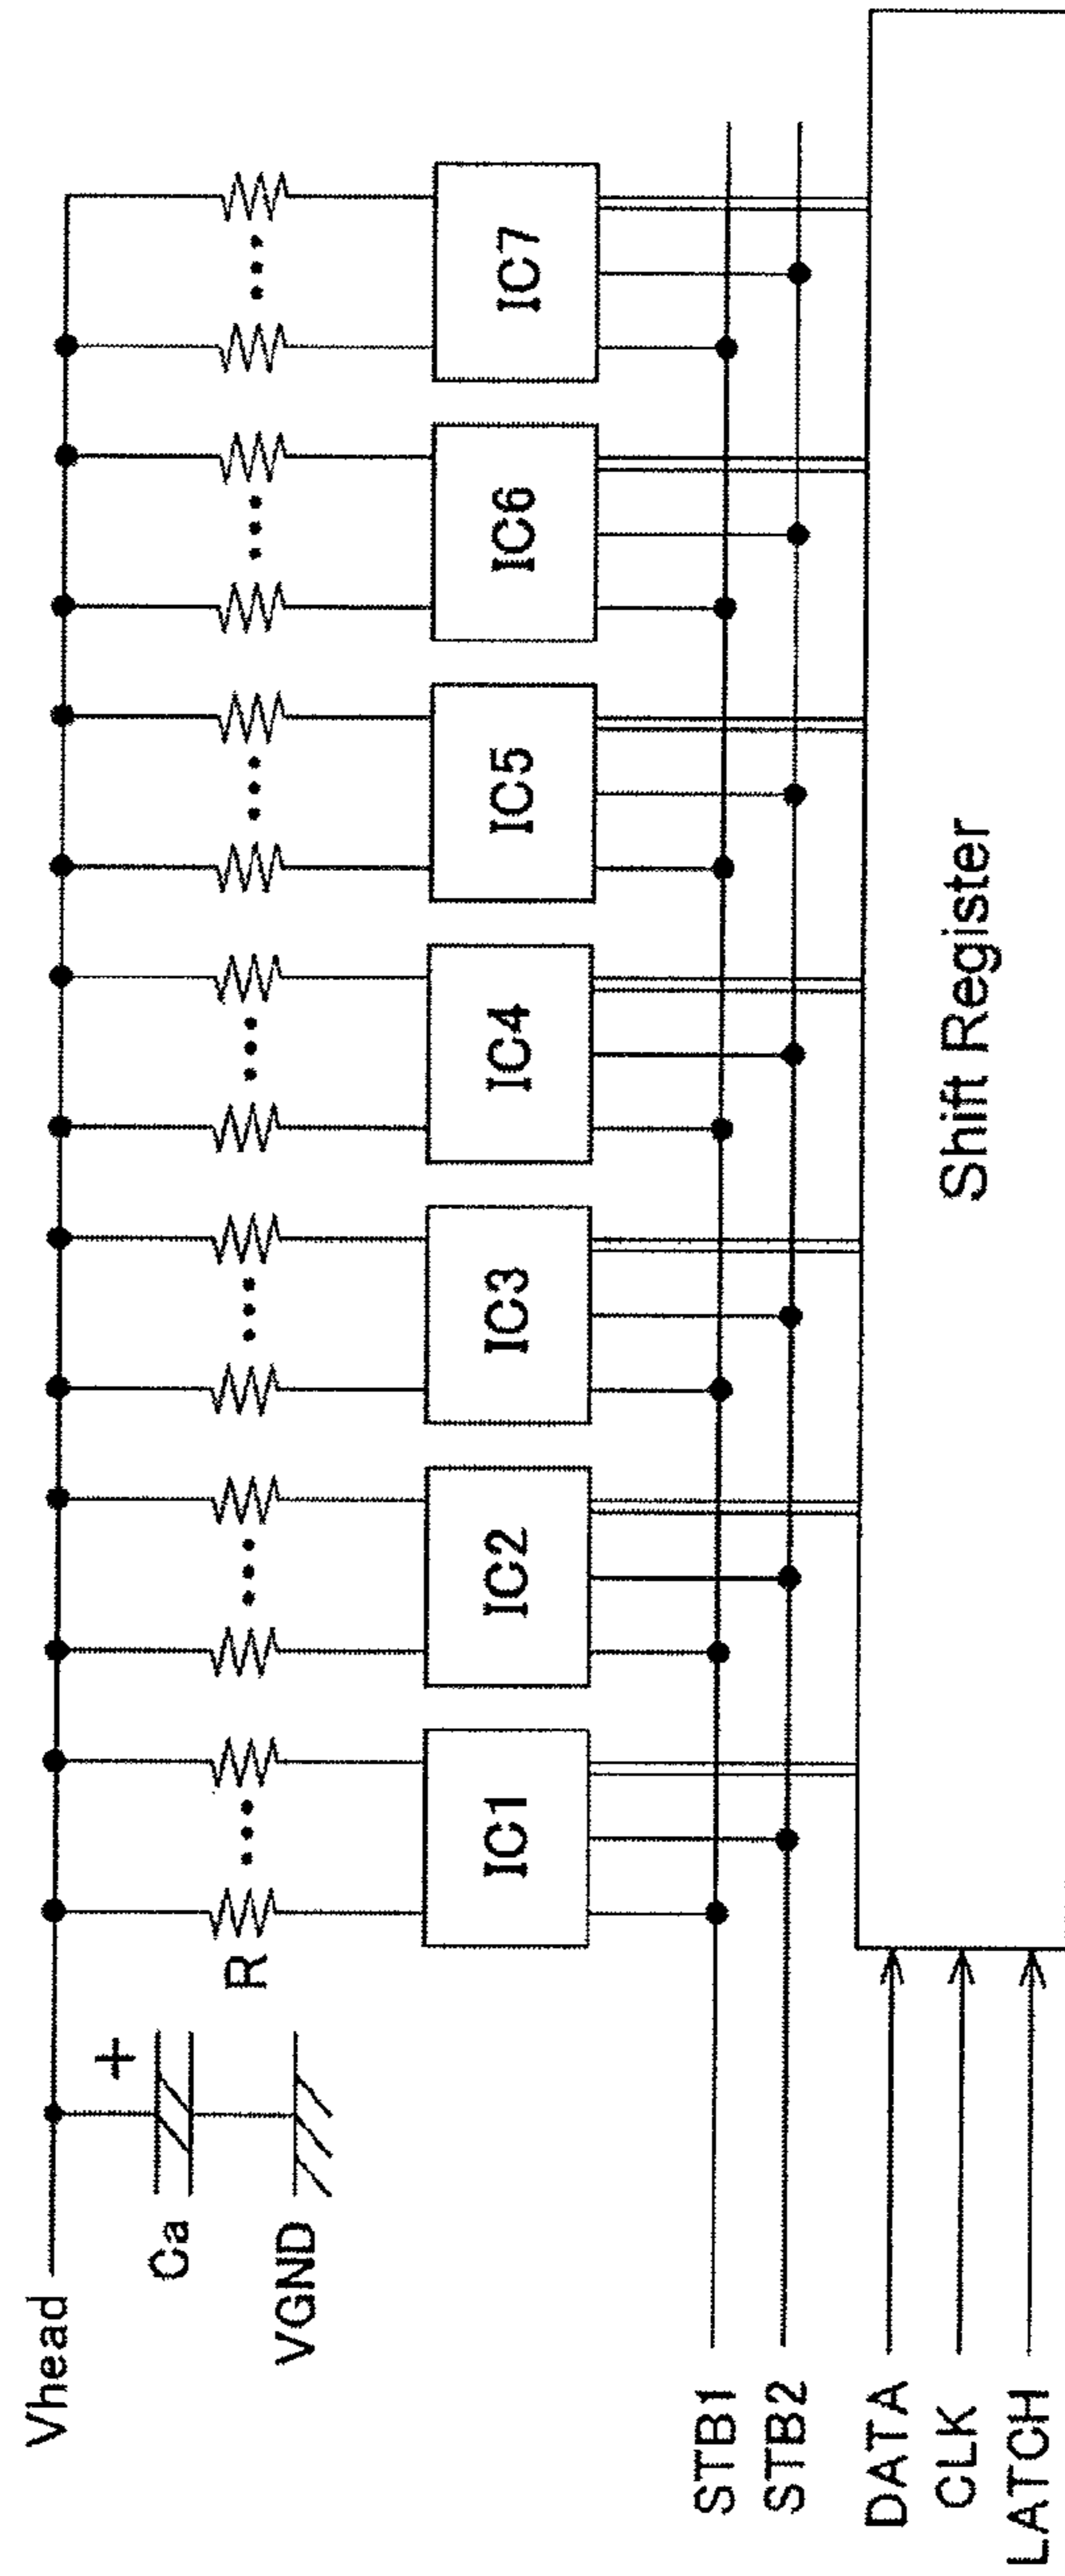 Vhead
Ca
+
VGND
R
IC1
IC2
IC3
IC4
IC5
IC6
IC7
STB1
STB2
DATA
CLK
LATCH
Shift Register